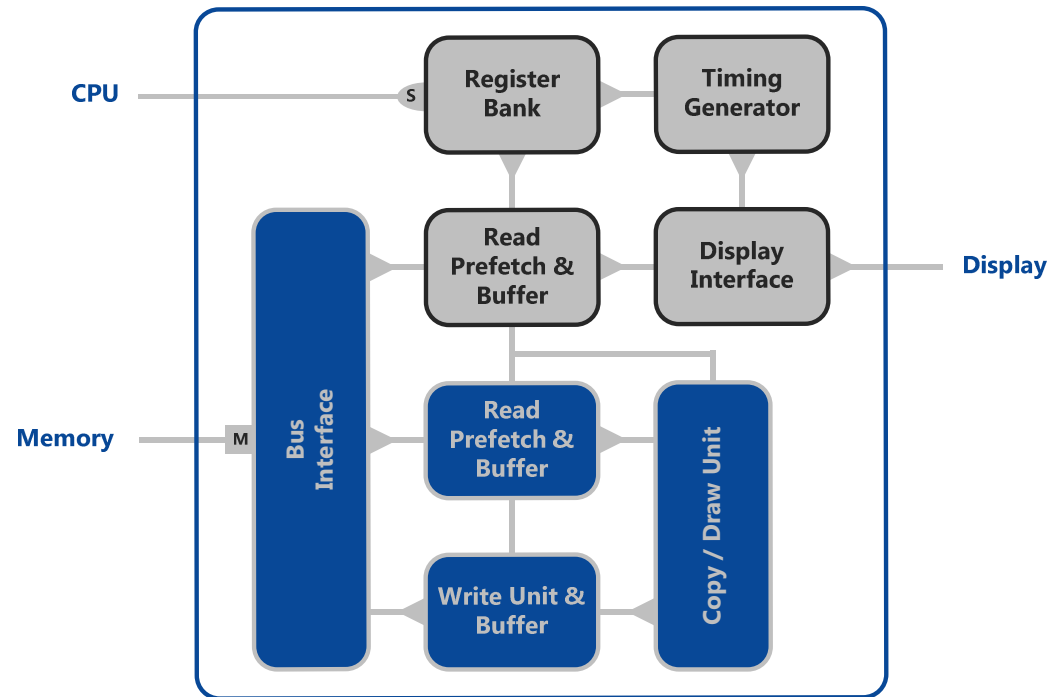 CPU
S
Register
Bank
Timing
Generator
Read
Prefetch &
Buffer
Display
Interface
Display
Memory
M
Bus
Interface
Read
Prefetch &
Buffer
Copy / Draw Unit
Write Unit &
Buffer